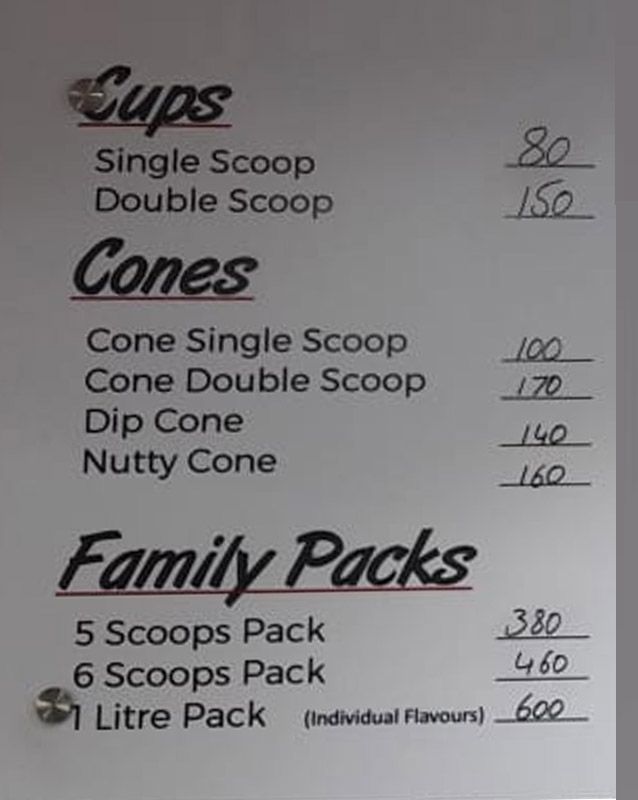 Cups
Single Scoop 80
Double Scoop 150
Cones
Cone Single Scoop 100
Cone Double Scoop 170
Dip Cone 140
Nutty Cone 160
Family Packs
5 Scoops Pack 380
6 Scoops Pack 460
1 Litre Pack (Individual Flavours) 600